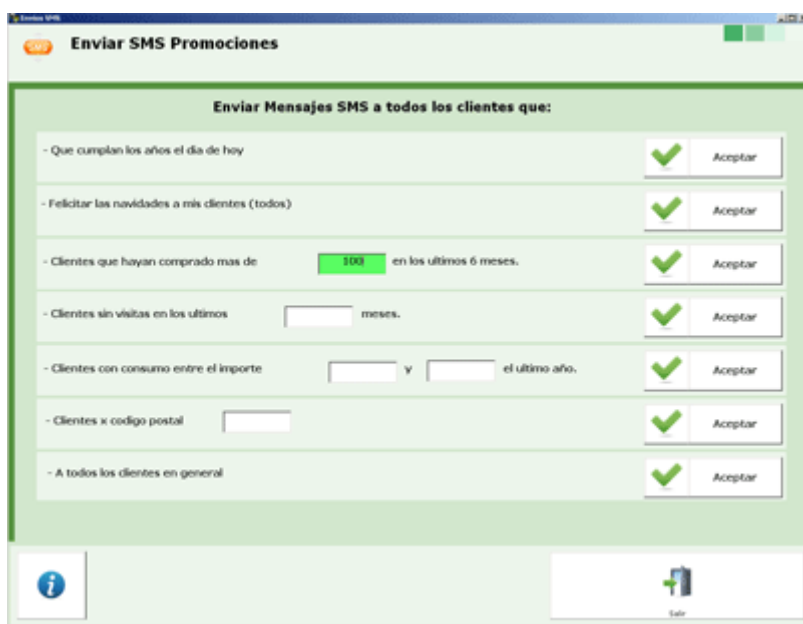 Envios SMS
SMS
Enviar SMS Promociones
Enviar Mensajes SMS a todos los clientes que:
- Que cumplan los años el dia de hoy
Aceptar
- Felicitar las navidades a mis clientes (todos)
Aceptar
- Clientes que hayan comprado mas de 100 en los ultimos 6 meses.
Aceptar
- Clientes sin visitas en los ultimos meses.
Aceptar
- Clientes con consumo entre el importe y el ultimo año.
Aceptar
- Clientes x codigo postal
Aceptar
- A todos los clientes en general
Aceptar
Salir